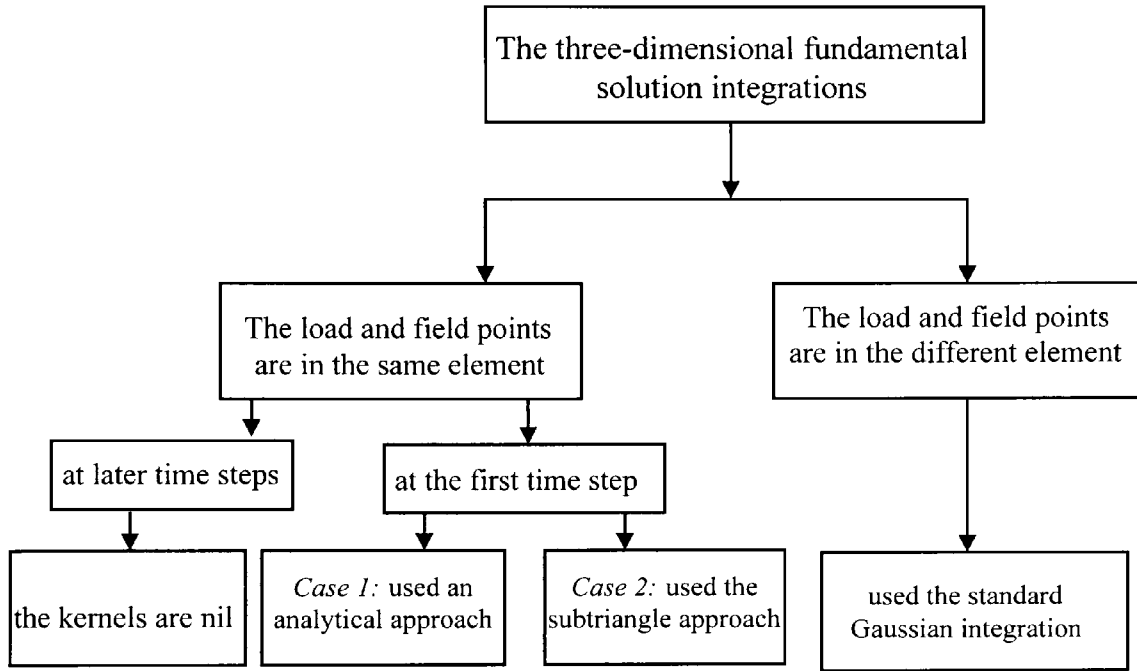 The three-dimensional fundamental
solution integrations
The load and field points
are in the same element
The load and field points
are in the different element
at later time steps
at the first time step
the kernels are nil
Case 1: used an
analytical approach
Case 2: used the
subtriangle approach
used the standard
Gaussian integration